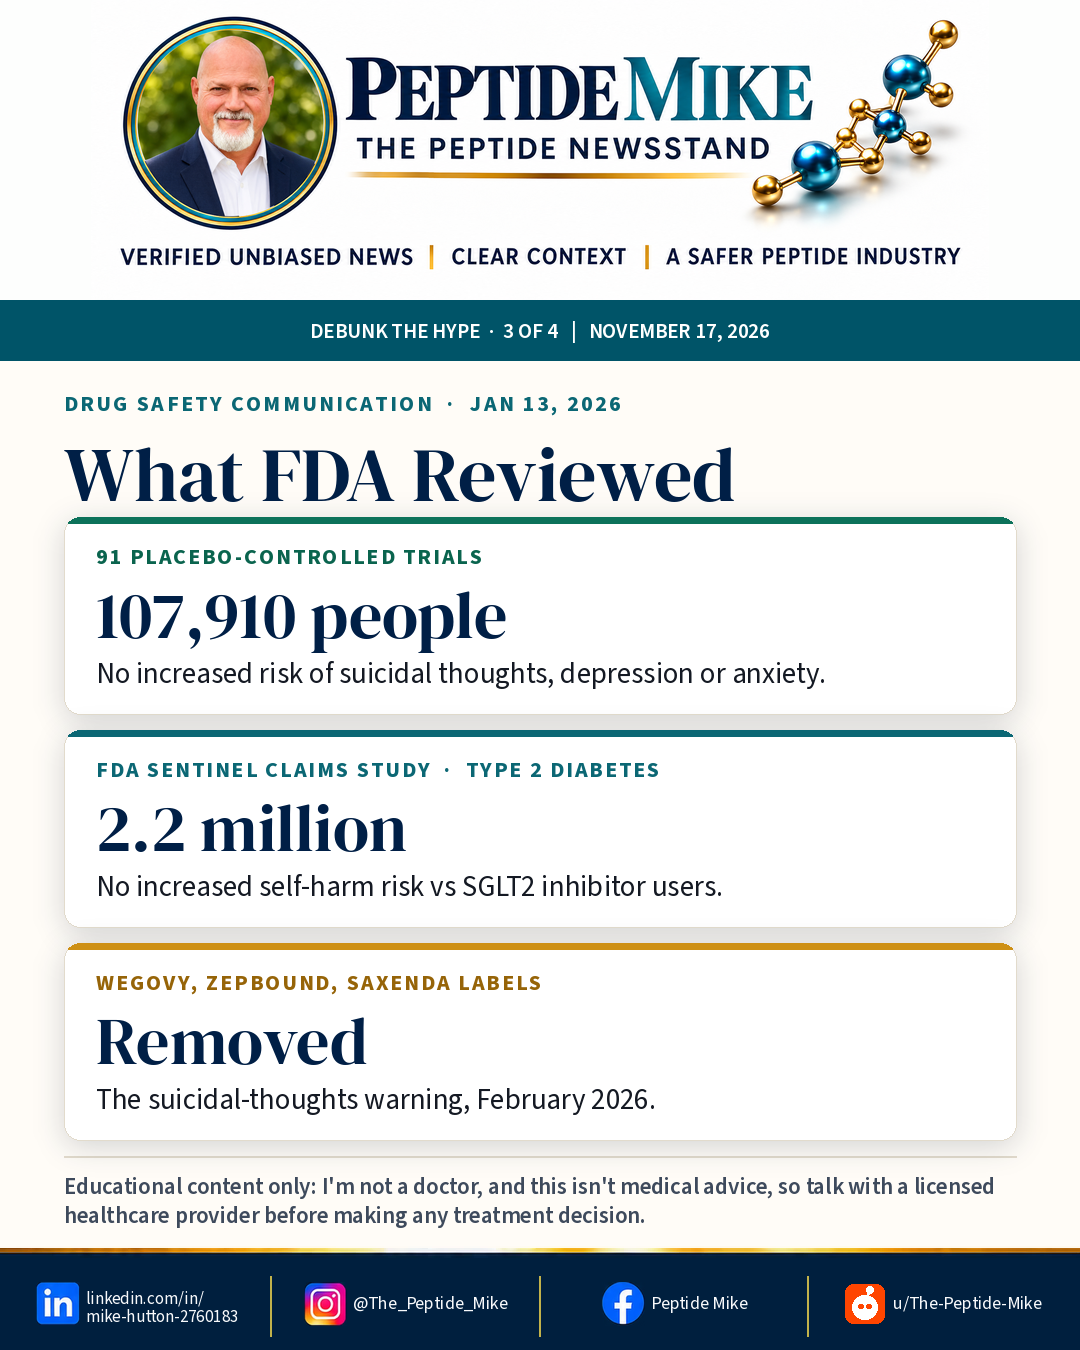 PEPTIDEMIKE
THE PEPTIDE NEWSSTAND
VERIFIED UNBIASED NEWS | CLEAR CONTEXT | A SAFER PEPTIDE INDUSTRY
DEBUNK THE HYPE · 3 OF 4 | NOVEMBER 17, 2026
DRUG SAFETY COMMUNICATION · JAN 13, 2026
What FDA Reviewed
91 PLACEBO-CONTROLLED TRIALS
107,910 people
No increased risk of suicidal thoughts, depression or anxiety.
FDA SENTINEL CLAIMS STUDY · TYPE 2 DIABETES
2.2 million
No increased self-harm risk vs SGLT2 inhibitor users.
WEGOVY, ZEPBOUND, SAXENDA LABELS
Removed
The suicidal-thoughts warning, February 2026.
Educational content only: I'm not a doctor, and this isn't medical advice, so talk with a licensed
healthcare provider before making any treatment decision.
linkedin.com/in/
mike-hutton-2760183
@The_Peptide_Mike
Peptide Mike
u/The-Peptide-Mike